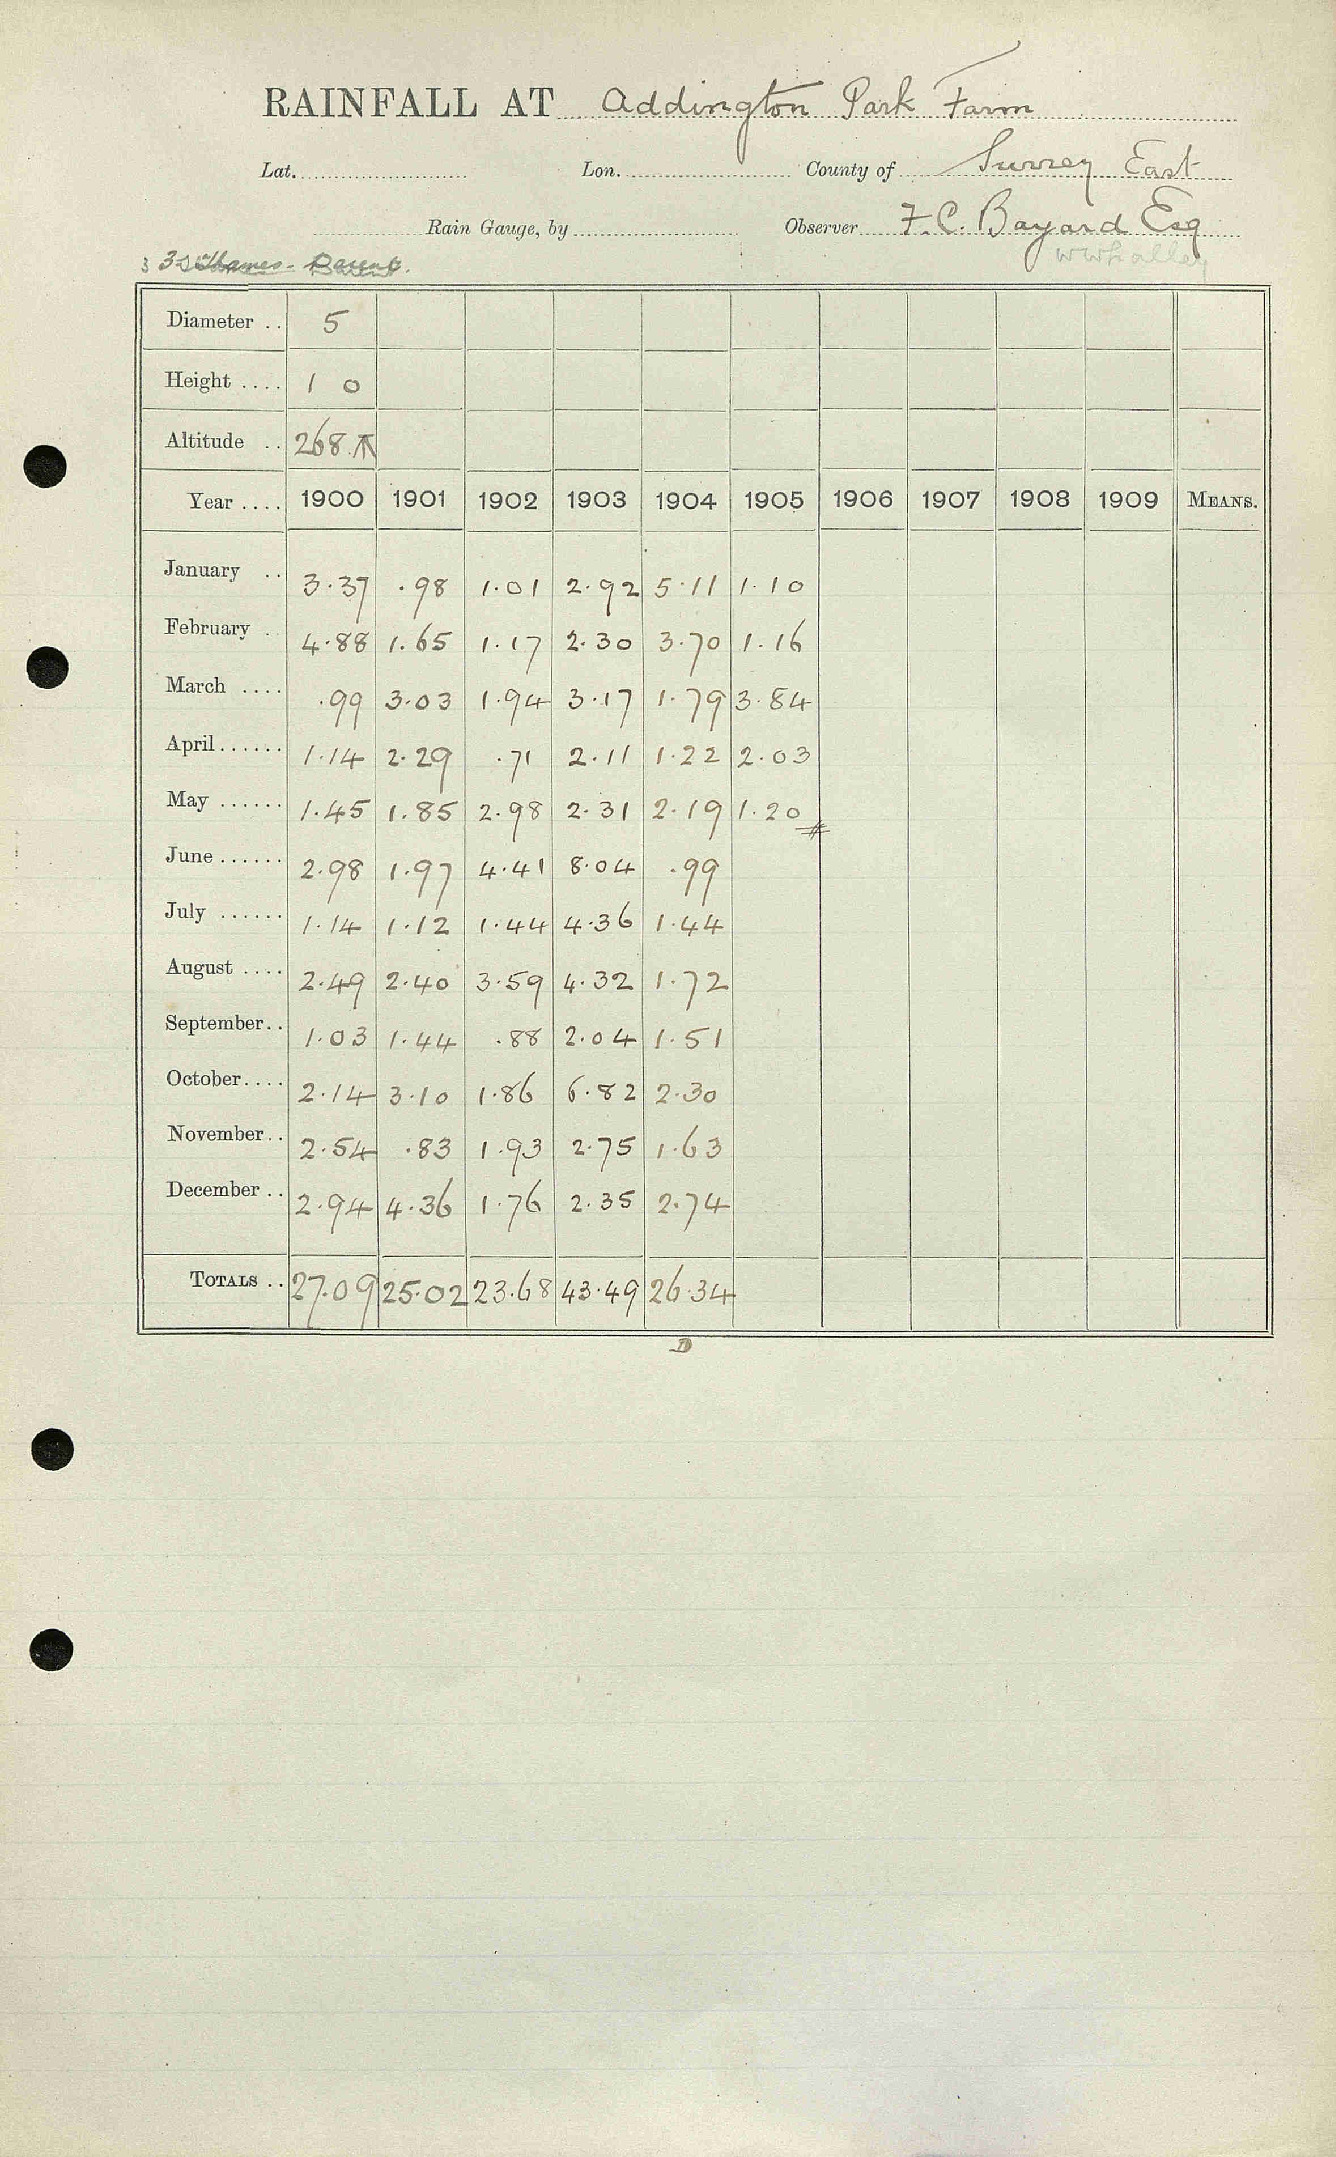 RAINFALL AT Addington Park Farm
Lat. Lon. County of Surrey East
Rain Gauge, by Observer F.C. Bayard Esq
W Whalley
Diameter .. 5
Height .... 1 0
Altitude .. 268
Year .... 1900 1901 1902 1903 1904 1905 1906 1907 1908 1909 MEANS.
January .. 3.37 .98 1.01 2.92 5.11 1.10
February . 4.88 1.65 1.17 2.30 3.70 1.16
March .... .99 3.03 1.94 3.17 1.79 3.84
April...... 1.14 2.29 .71 2.11 1.22 2.03
May ...... 1.45 1.85 2.98 2.31 2.19 1.20
June ...... 2.98 1.97 4.41 8.04 .99
July ...... 1.14 1.12 1.44 4.36 1.44
August .... 2.49 2.40 3.59 4.32 1.72
September.. 1.03 1.44 .88 2.04 1.51
October.... 2.14 3.10 1.86 6.82 2.30
November.. 2.54 .83 1.93 2.75 1.63
December .. 2.94 4.36 1.76 2.35 2.74
TOTALS .. 27.09 25.02 23.68 43.49 26.34
D